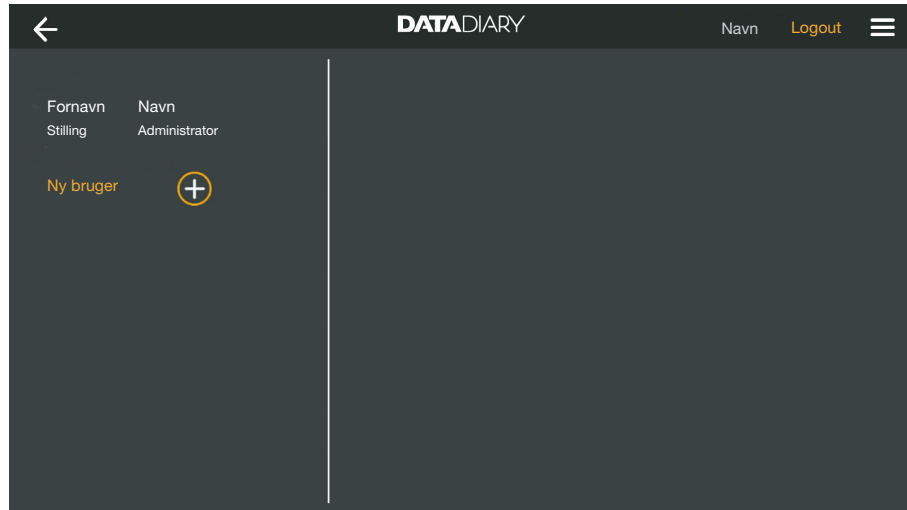 DATADIARY Navn Logout
Fornavn Navn
Stilling Administrator
Ny bruger